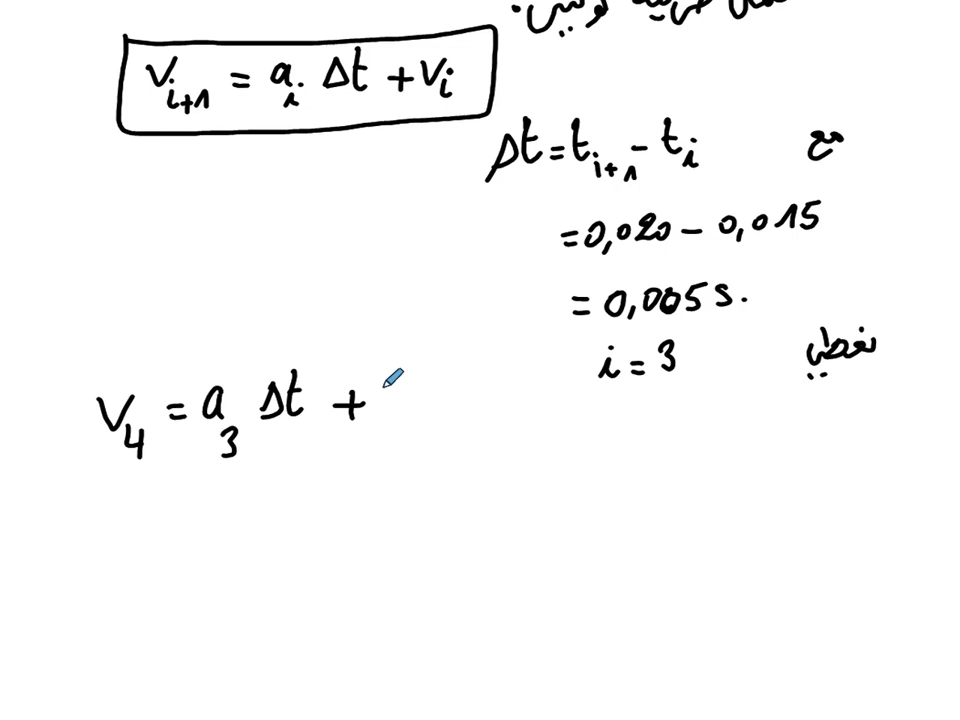 v_{i+1} = a_i Δt + v_i
Δt = t_{i+1} - t_i مع
= 0,020 - 0,015
= 0,005 s.
i = 3 نعطي
v_4 = a_3 Δt +